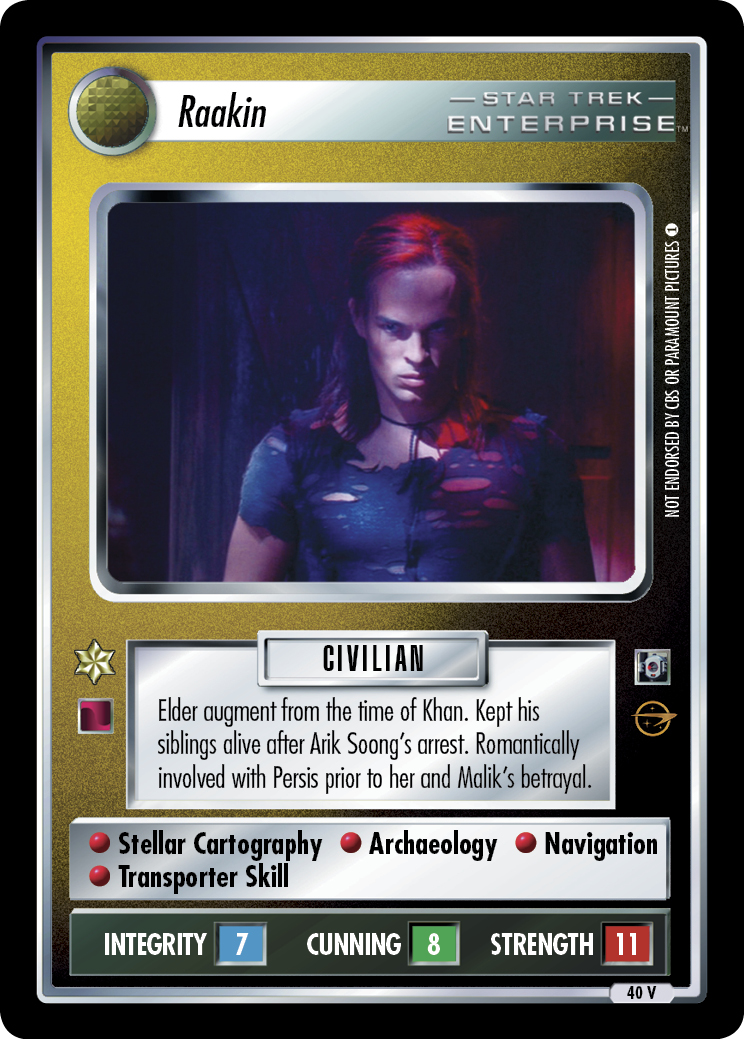 Raakin
STAR TREK
ENTERPRISE™
NOT ENDORSED BY CBS OR PARAMOUNT PICTURES 1
CIVILIAN
Elder augment from the time of Khan. Kept his
siblings alive after Arik Soong's arrest. Romantically
involved with Persis prior to her and Malik's betrayal.
Stellar Cartography Archaeology Navigation
Transporter Skill
INTEGRITY 7 CUNNING 8 STRENGTH 11
40 V